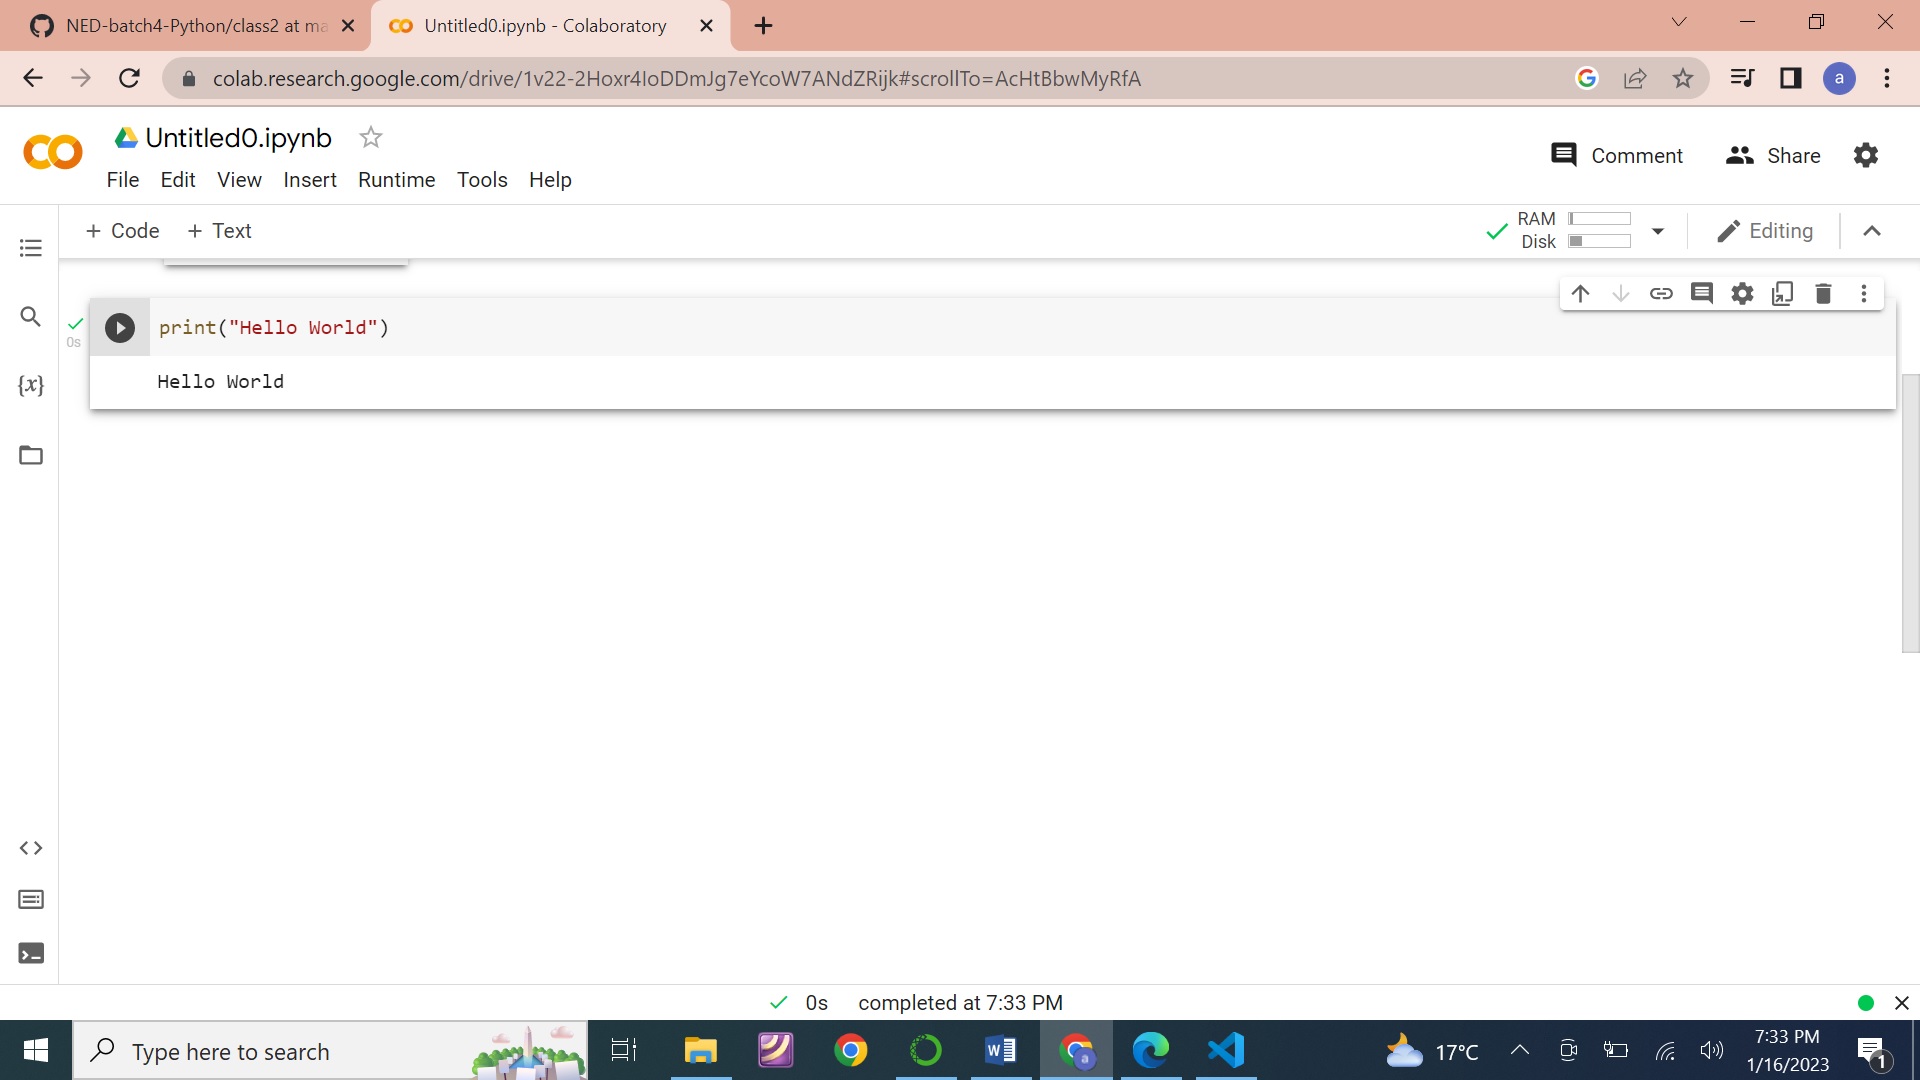 NED-batch4-Python/class2 at ma
Untitled0.ipynb - Colaboratory
colab.research.google.com/drive/1v22-2Hoxr4IoDDmJg7eYcoW7ANdZRijk#scrollTo=AcHtBbwMyRfA
a
Untitled0.ipynb
Comment
Share
File Edit View Insert Runtime Tools Help
+ Code + Text
RAM
Disk
Editing
{x}
0s
print("Hello World")
Hello World
0s completed at 7:33 PM
Type here to search
a
17°C
7:33 PM
1/16/2023
1